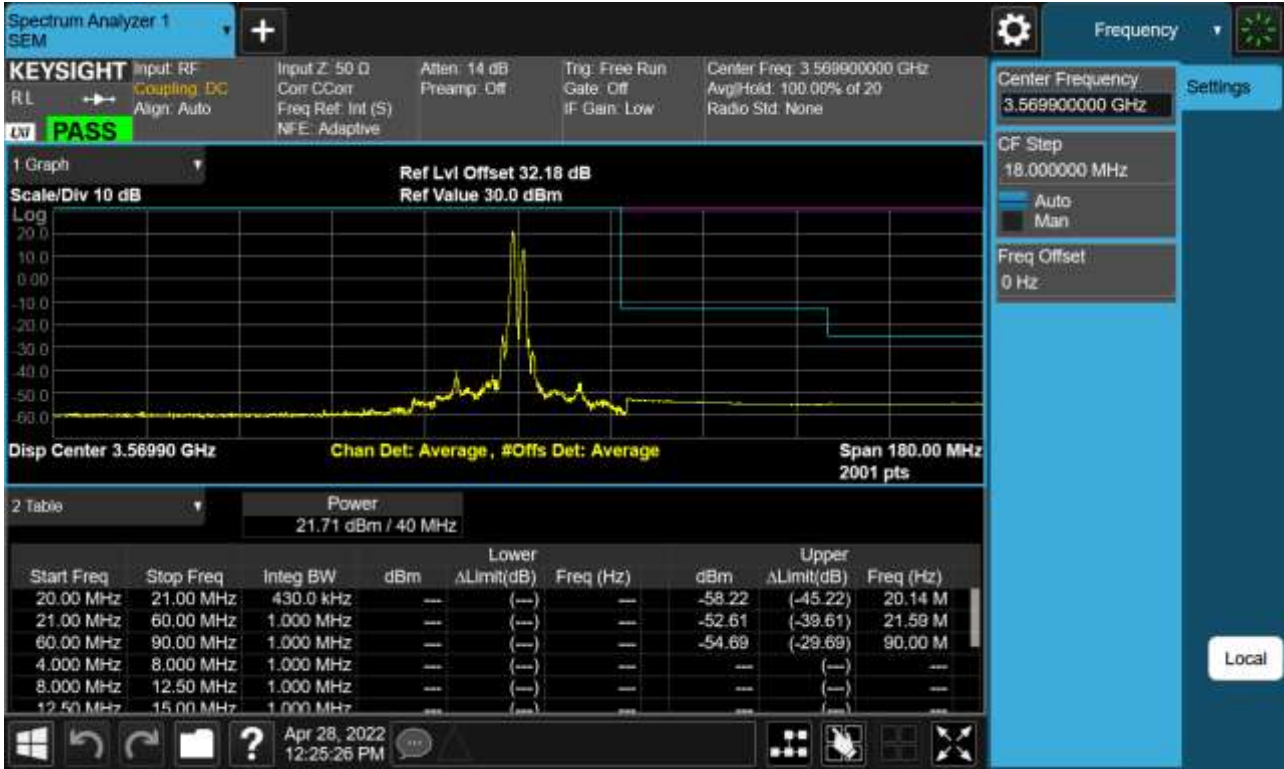 Spectrum Analyzer 1
SEM
Frequency
KEYSIGHT
RL
LXI
PASS
Input: RF
Coupling: DC
Align: Auto
Input Z: 50 Ω
Corr CCorr
Freq Ref: Int (S)
NFE: Adaptive
Atten: 14 dB
Preamp: Off
Trig: Free Run
Gate: Off
IF Gain: Low
Center Freq: 3.569900000 GHz
Avg|Hold: 100.00% of 20
Radio Std: None
Center Frequency
3.569900000 GHz
Settings
CF Step
18.000000 MHz
Auto
Man
Freq Offset
0 Hz
1 Graph
Scale/Div 10 dB
Ref Lvl Offset 32.18 dB
Ref Value 30.0 dBm
Log
20.0
10.0
0.00
-10.0
-20.0
-30.0
-40.0
-50.0
-60.0
Disp Center 3.56990 GHz
Chan Det: Average, #Offs Det: Average
Span 180.00 MHz
2001 pts
2 Table
Power
21.71 dBm / 40 MHz
Lower Upper
Start Freq Stop Freq Integ BW dBm ΔLimit(dB) Freq (Hz) dBm ΔLimit(dB) Freq (Hz)
20.00 MHz 21.00 MHz 430.0 kHz --- (---) --- -58.22 (-45.22) 20.14 M
21.00 MHz 60.00 MHz 1.000 MHz --- (---) --- -52.61 (-39.61) 21.59 M
60.00 MHz 90.00 MHz 1.000 MHz --- (---) --- -54.69 (-29.69) 90.00 M
4.000 MHz 8.000 MHz 1.000 MHz --- (---) --- --- (---) ---
8.000 MHz 12.50 MHz 1.000 MHz --- (---) --- --- (---) ---
12.50 MHz 15.00 MHz 1.000 MHz --- (---) --- --- (---) ---
Local
?
Apr 28, 2022
12:25:26 PM